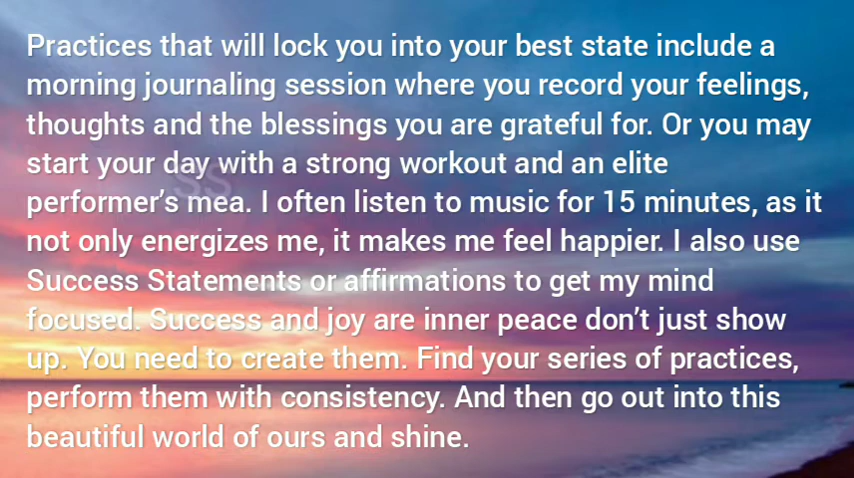 Practices that will lock you into your best state include a
morning journaling session where you record your feelings,
thoughts and the blessings you are grateful for. Or you may
start your day with a strong workout and an elite
performer’s mea. I often listen to music for 15 minutes, as it
not only energizes me, it makes me feel happier. I also use
Success Statements or affirmations to get my mind
focused. Success and joy are inner peace don’t just show
up. You need to create them. Find your series of practices,
perform them with consistency. And then go out into this
beautiful world of ours and shine.
SS